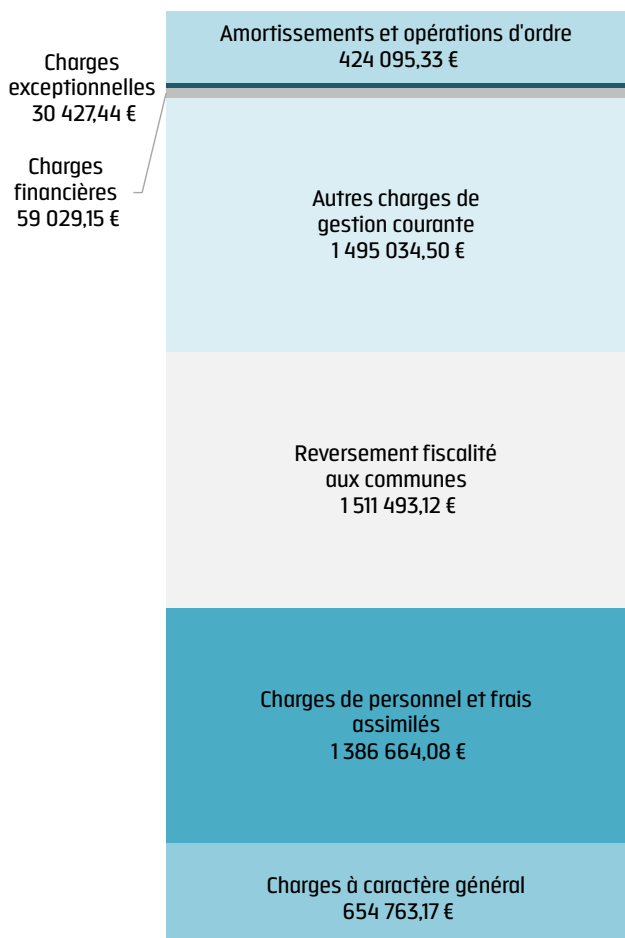 Amortissements et opérations d'ordre
424 095,33 €
Charges
exceptionnelles
30 427,44 €
Charges
financières
59 029,15 €
Autres charges de
gestion courante
1 495 034,50 €
Reversement fiscalité
aux communes
1 511 493,12 €
Charges de personnel et frais
assimilés
1 386 664,08 €
Charges à caractère général
654 763,17 €